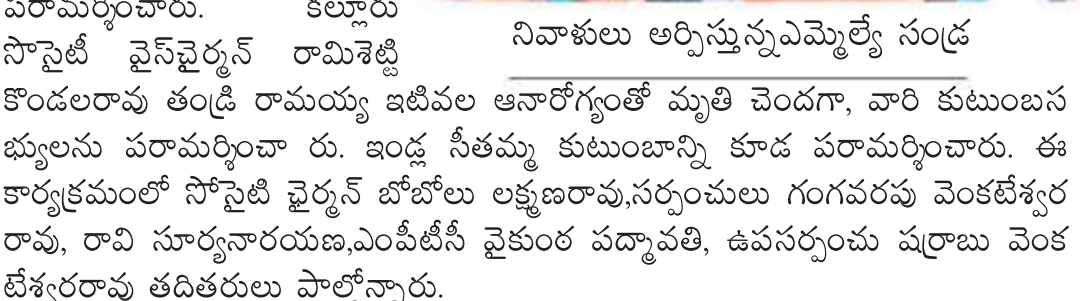 పరామర్శించారు. కల్లూరు
సొసైటీ వైస్‌చైర్మన్ రామిశెట్టి
నివాళులు అర్పిస్తున్నఎమ్మెల్యే సండ్ర
కొండలరావు తండ్రి రామయ్య ఇటివల ఆనారోగ్యంతో మృతి చెందగా, వారి కుటుంబస
భ్యులను పరామర్శించా రు. ఇండ్ల సీతమ్మ కుటుంబాన్ని కూడ పరామర్శించారు. ఈ
కార్యక్రమంలో సోసైటి ఛైర్మన్ బోబోలు లక్ష్మణరావు,సర్పంచులు గంగవరపు వెంకటేశ్వర
రావు, రావి సూర్యనారయణ,ఎంపీటీసీ వైకుంఠ పద్మావతి, ఉపసర్పంచు షర్రాబు వెంక
టేశ్వరరావు తదితరులు పాల్గోన్నారు.